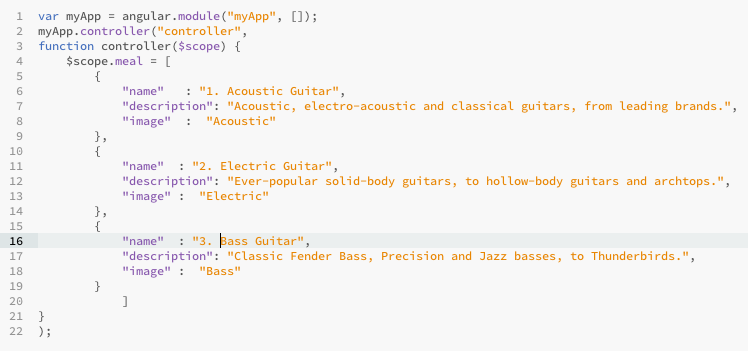 1 var myApp = angular.module("myApp", []);
2 myApp.controller("controller",
3 function controller($scope) {
4     $scope.meal = [
5         {
6             "name"   : "1. Acoustic Guitar",
7             "description": "Acoustic, electro-acoustic and classical guitars, from leading brands.",
8             "image"  :  "Acoustic"
9         },
10         {
11             "name"  : "2. Electric Guitar",
12             "description": "Ever-popular solid-body guitars, to hollow-body guitars and archtops.",
13             "image" :  "Electric"
14         },
15         {
16             "name"  : "3. Bass Guitar",
17             "description": "Classic Fender Bass, Precision and Jazz basses, to Thunderbirds.",
18             "image" :  "Bass"
19         }
20             ]
21 }
22 );